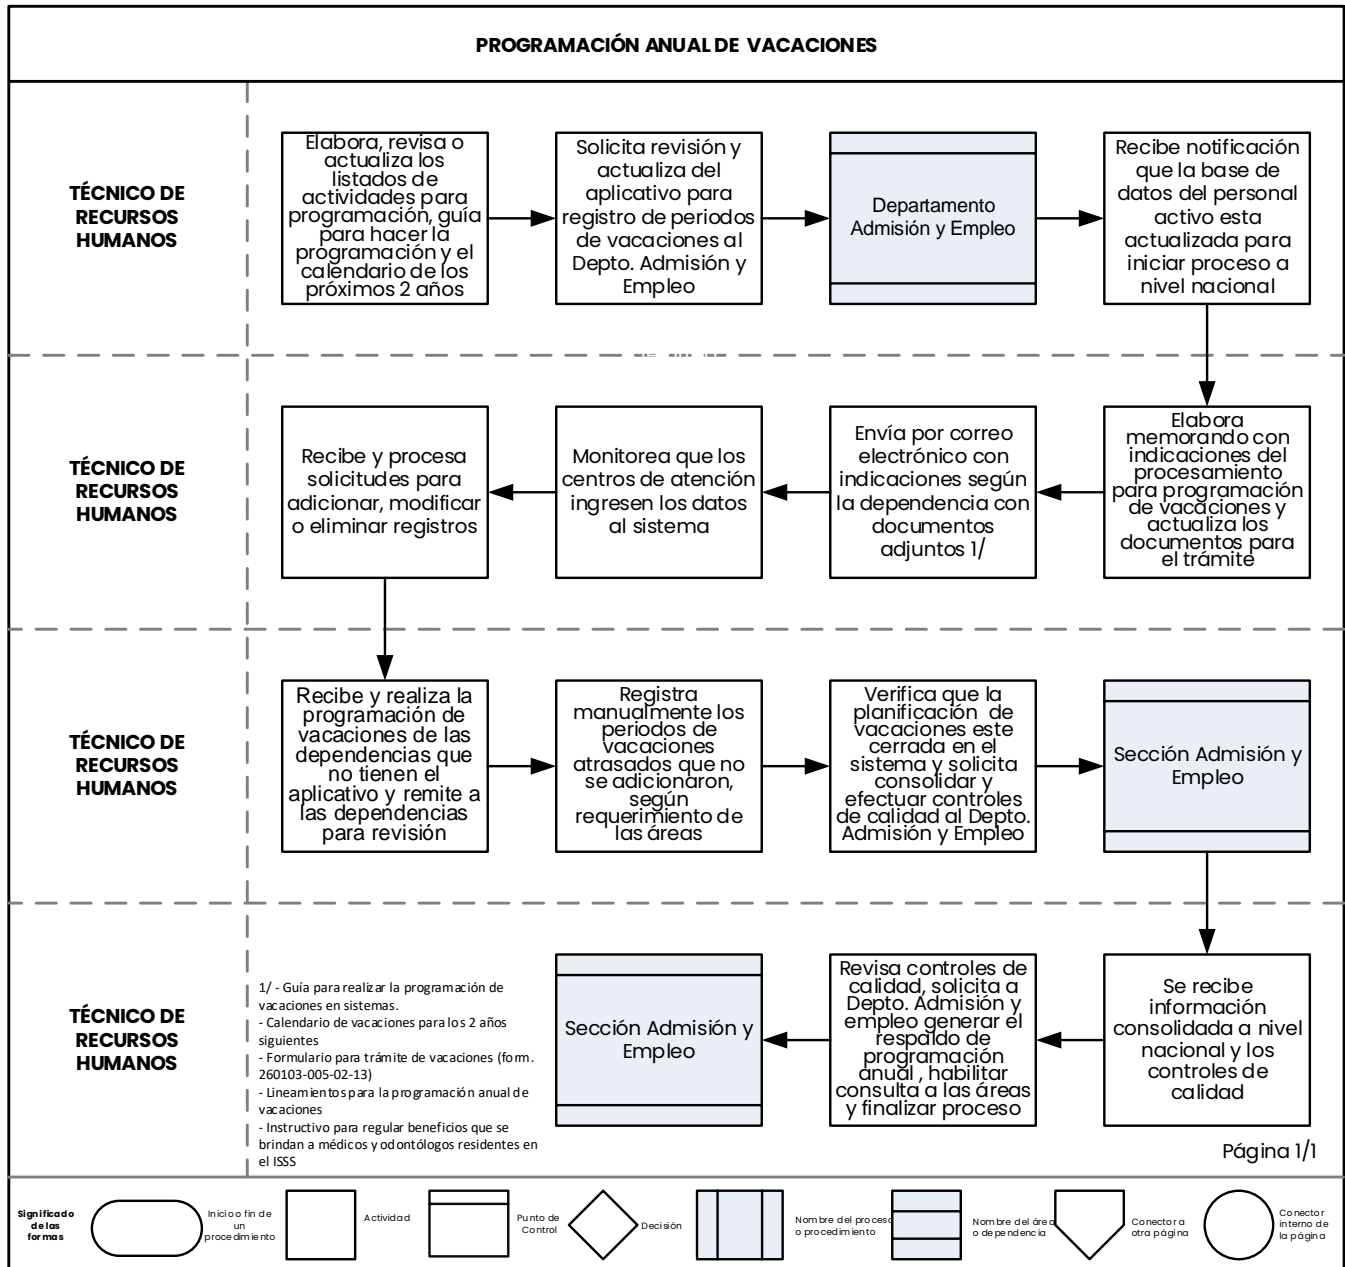 PROGRAMACIÓN ANUAL DE VACACIONES
TÉCNICO DE
RECURSOS
HUMANOS
Elabora, revisa o
actualiza los
listados de
actividades para
programación, guía
para hacer la
programación y el
calendario de los
próximos 2 años
Solicita revisión y
actualiza del
aplicativo para
registro de periodos
de vacaciones al
Depto. Admisión y
Empleo
Departamento
Admisión y Empleo
Recibe notificación
que la base de
datos del personal
activo esta
actualizada para
iniciar proceso a
nivel nacional
TÉCNICO DE
RECURSOS
HUMANOS
Recibe y procesa
solicitudes para
adicionar, modificar
o eliminar registros
Monitorea que los
centros de atención
ingresen los datos
al sistema
Envía por correo
electrónico con
indicaciones según
la dependencia con
documentos
adjuntos 1/
Elabora
memorando con
indicaciones del
procesamiento
para programación
de vacaciones y
actualiza los
documentos para
el trámite
TÉCNICO DE
RECURSOS
HUMANOS
Recibe y realiza la
programación de
vacaciones de las
dependencias que
no tienen el
aplicativo y remite a
las dependencias
para revisión
Registra
manualmente los
periodos de
vacaciones
atrasados que no
se adicionaron,
según
requerimiento de
las áreas
Verifica que la
planificación de
vacaciones este
cerrada en el
sistema y solicita
consolidar y
efectuar controles
de calidad al Depto.
Admisión y Empleo
Sección Admisión y
Empleo
TÉCNICO DE
RECURSOS
HUMANOS
1/ - Guía para realizar la programación de
vacaciones en sistemas.
- Calendario de vacaciones para los 2 años
siguientes
- Formulario para trámite de vacaciones (form.
260103-005-02-13)
- Lineamientos para la programación anual de
vacaciones
- Instructivo para regular beneficios que se
brindan a médicos y odontólogos residentes en
el ISSS
Sección Admisión y
Empleo
Revisa controles de
calidad, solicita a
Depto. Admisión y
empleo generar el
respaldo de
programación
anual , habilitar
consulta a las áreas
y finalizar proceso
Se recibe
información
consolidada a nivel
nacional y los
controles de
calidad
Página 1/1
Significado
de las
formas
Inicio o fin de
un
procedimiento
Actividad
Punto de
Control
Decisión
Nombre del proceso
o procedimiento
Nombre del área
o dependencia
Conector a
otra página
Conector
interno de
la página